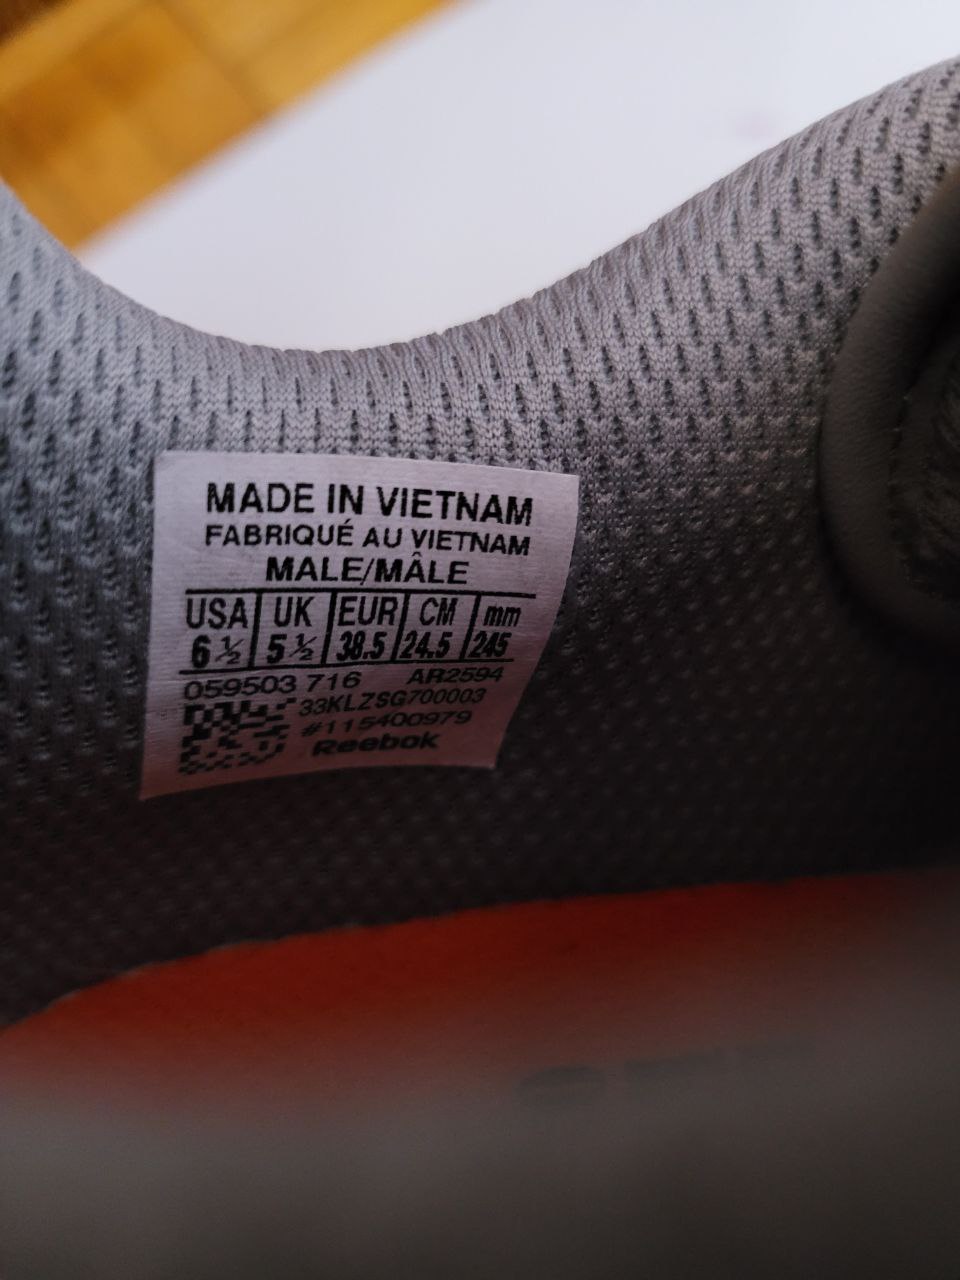 MADE IN VIETNAM
FABRIQUÉ AU VIETNAM
MALE/MÂLE
USA UK EUR CM mm
6 ½ 5 ½ 38.5 24.5 245
059503 716 AR2594
33KLZSG700003
#115400979
Reebok